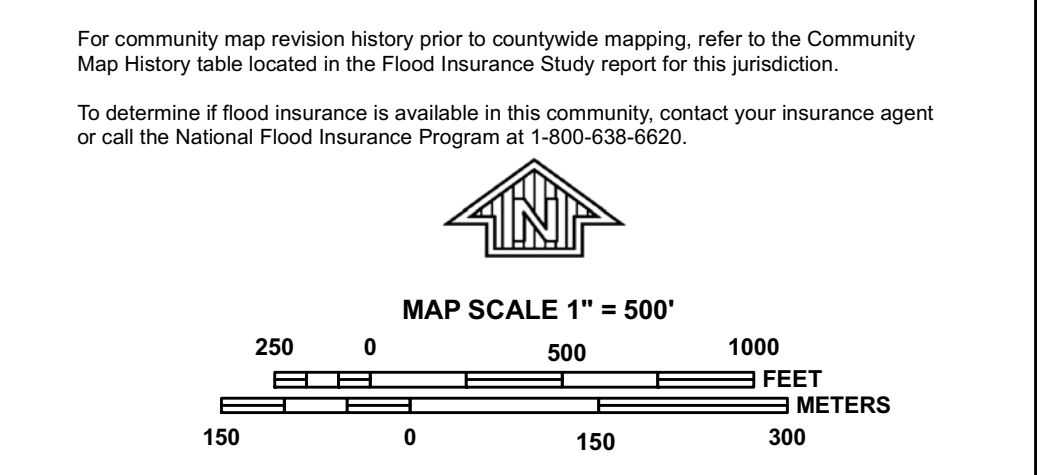 For community map revision history prior to countywide mapping, refer to the Community
Map History table located in the Flood Insurance Study report for this jurisdiction.
To determine if flood insurance is available in this community, contact your insurance agent
or call the National Flood Insurance Program at 1-800-638-6620.
N
MAP SCALE 1" = 500'
250 0 500 1000
FEET
METERS
150 0 150 300